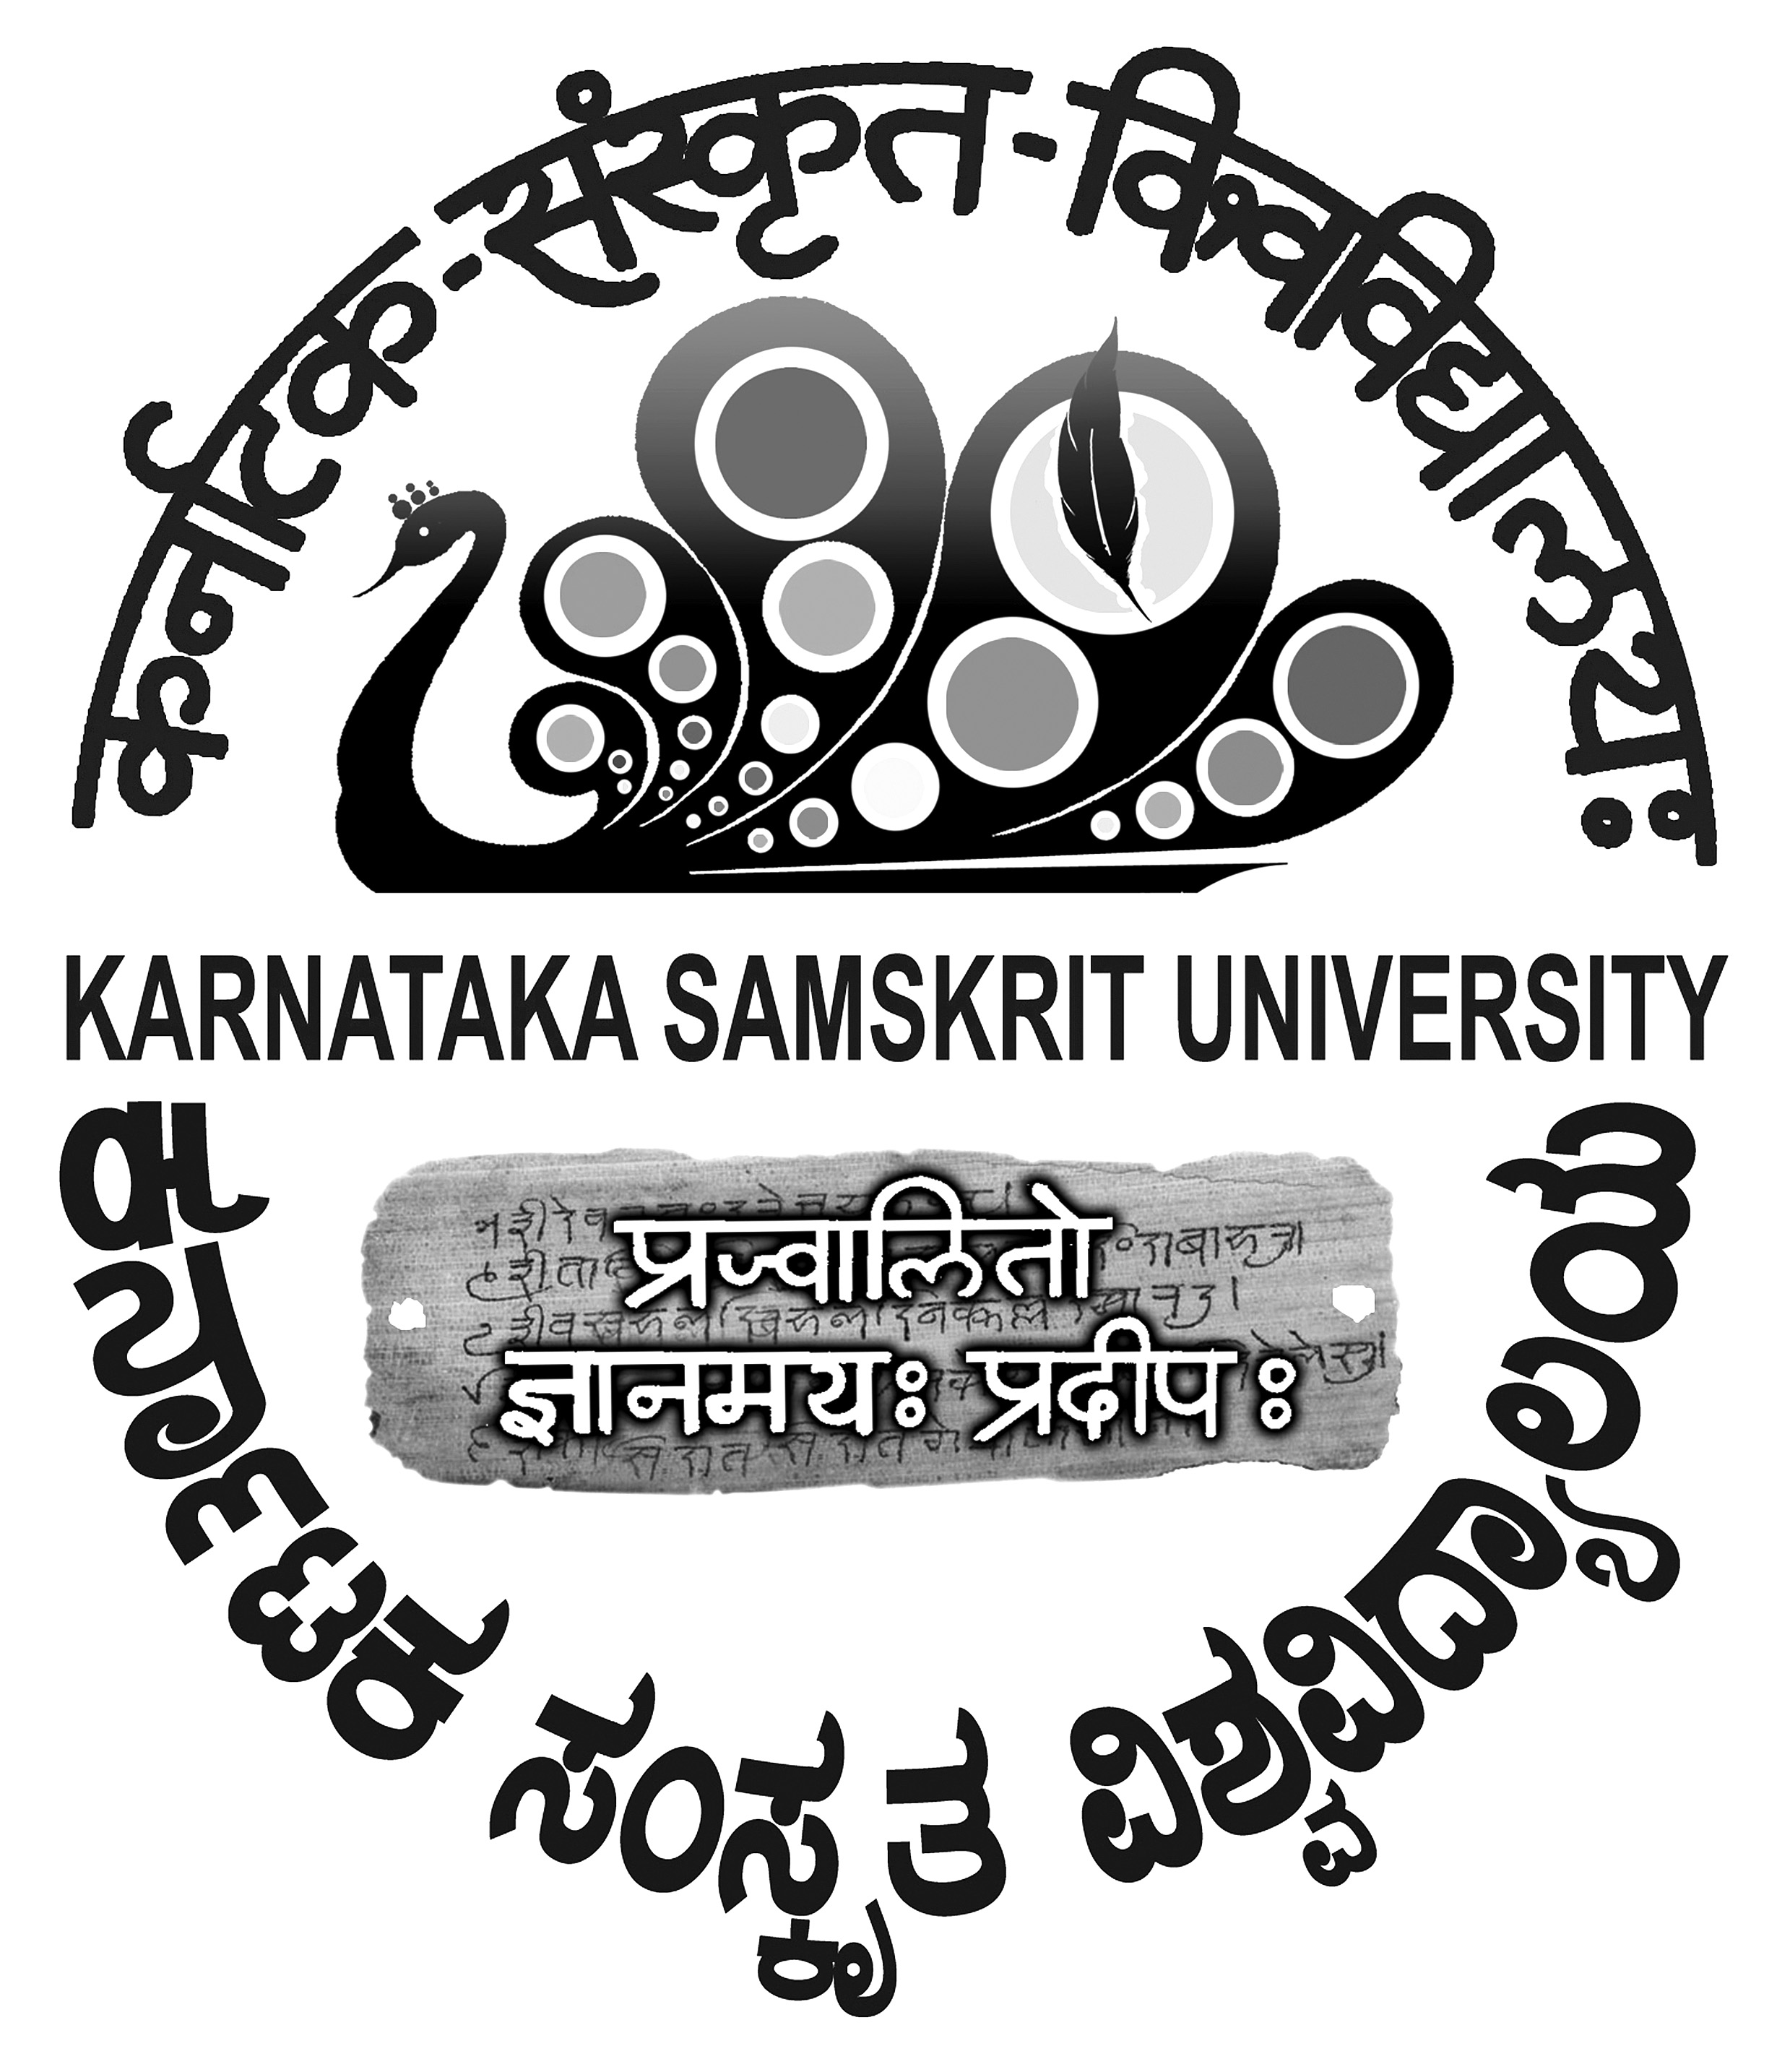 कर्नाटक-संस्कृत-विश्वविद्यालयः
KARNATAKA SAMSKRIT UNIVERSITY
प्रज्वालितो
ज्ञानमयः प्रदीपः
ಕರ್ನಾಟಕ ಸಂಸ್ಕೃತ ವಿಶ್ವವಿದ್ಯಾಲಯ